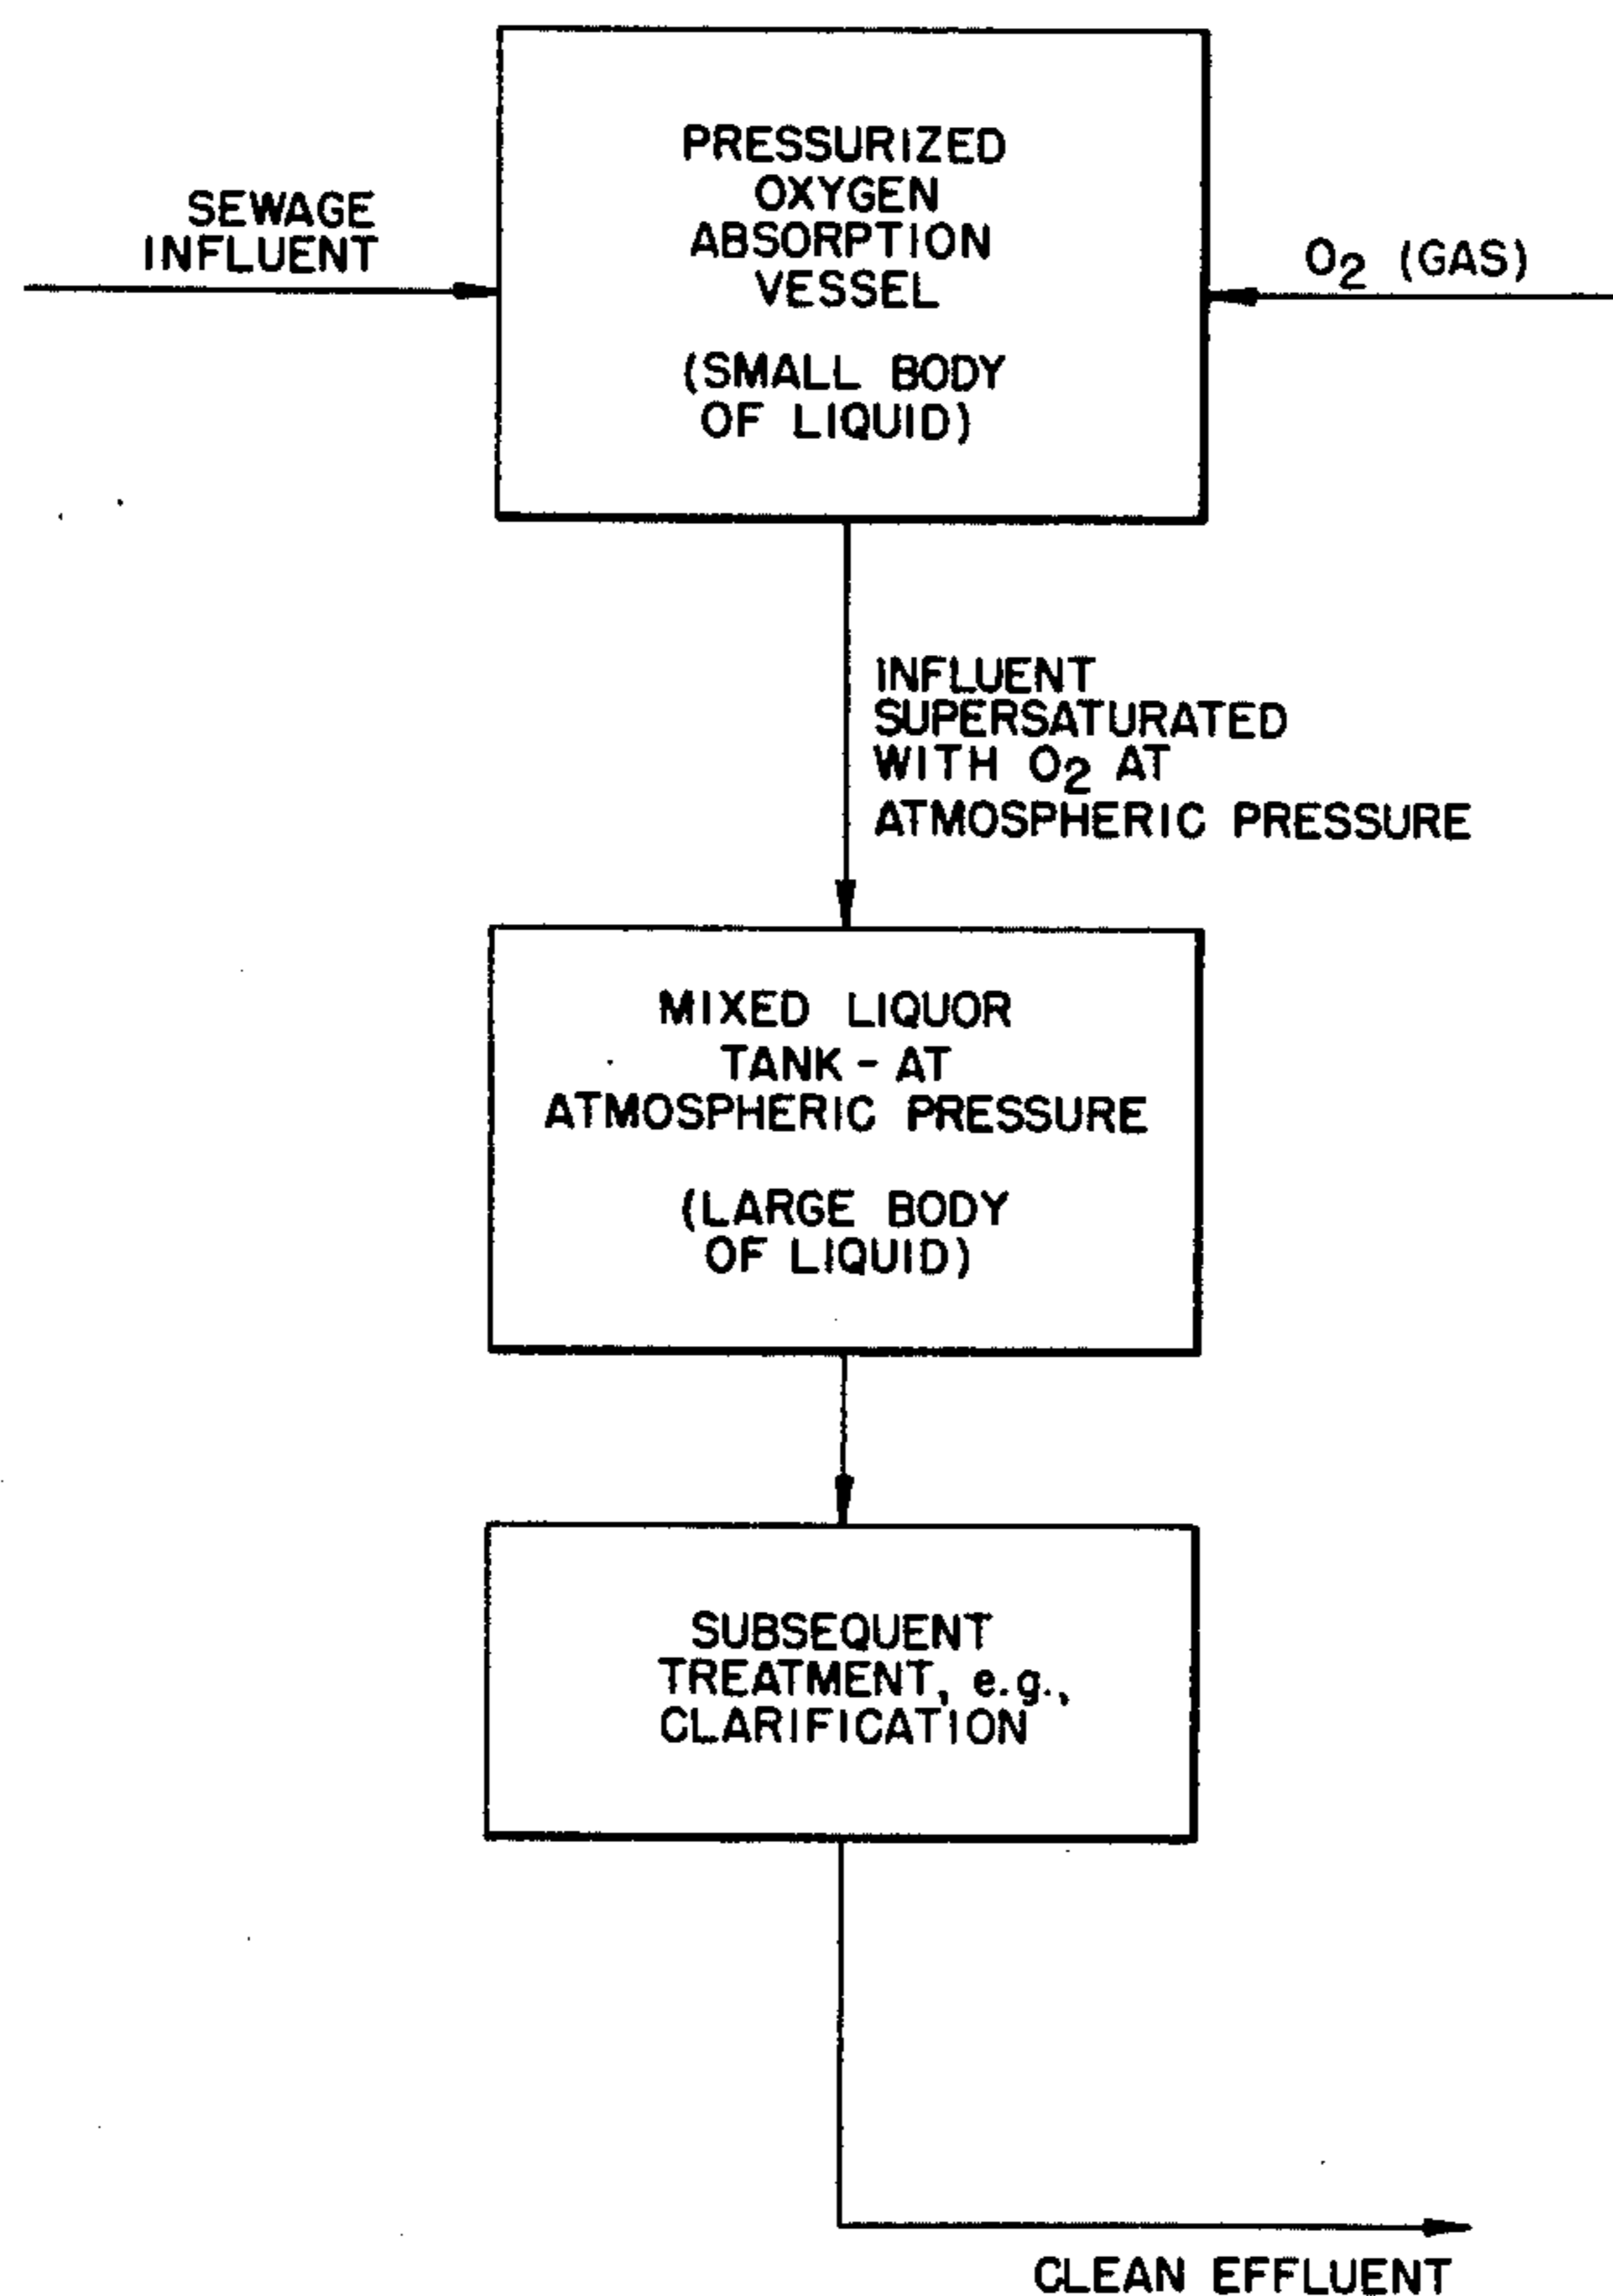 PRESSURIZED
OXYGEN
ABSORPTION
VESSEL
(SMALL BODY
OF LIQUID)
SEWAGE
INFLUENT
O2 (GAS)
INFLUENT
SUPERSATURATED
WITH O2 AT
ATMOSPHERIC PRESSURE
MIXED LIQUOR
TANK - AT
ATMOSPHERIC PRESSURE
(LARGE BODY
OF LIQUID)
SUBSEQUENT
TREATMENT, e.g.,
CLARIFICATION
CLEAN EFFLUENT